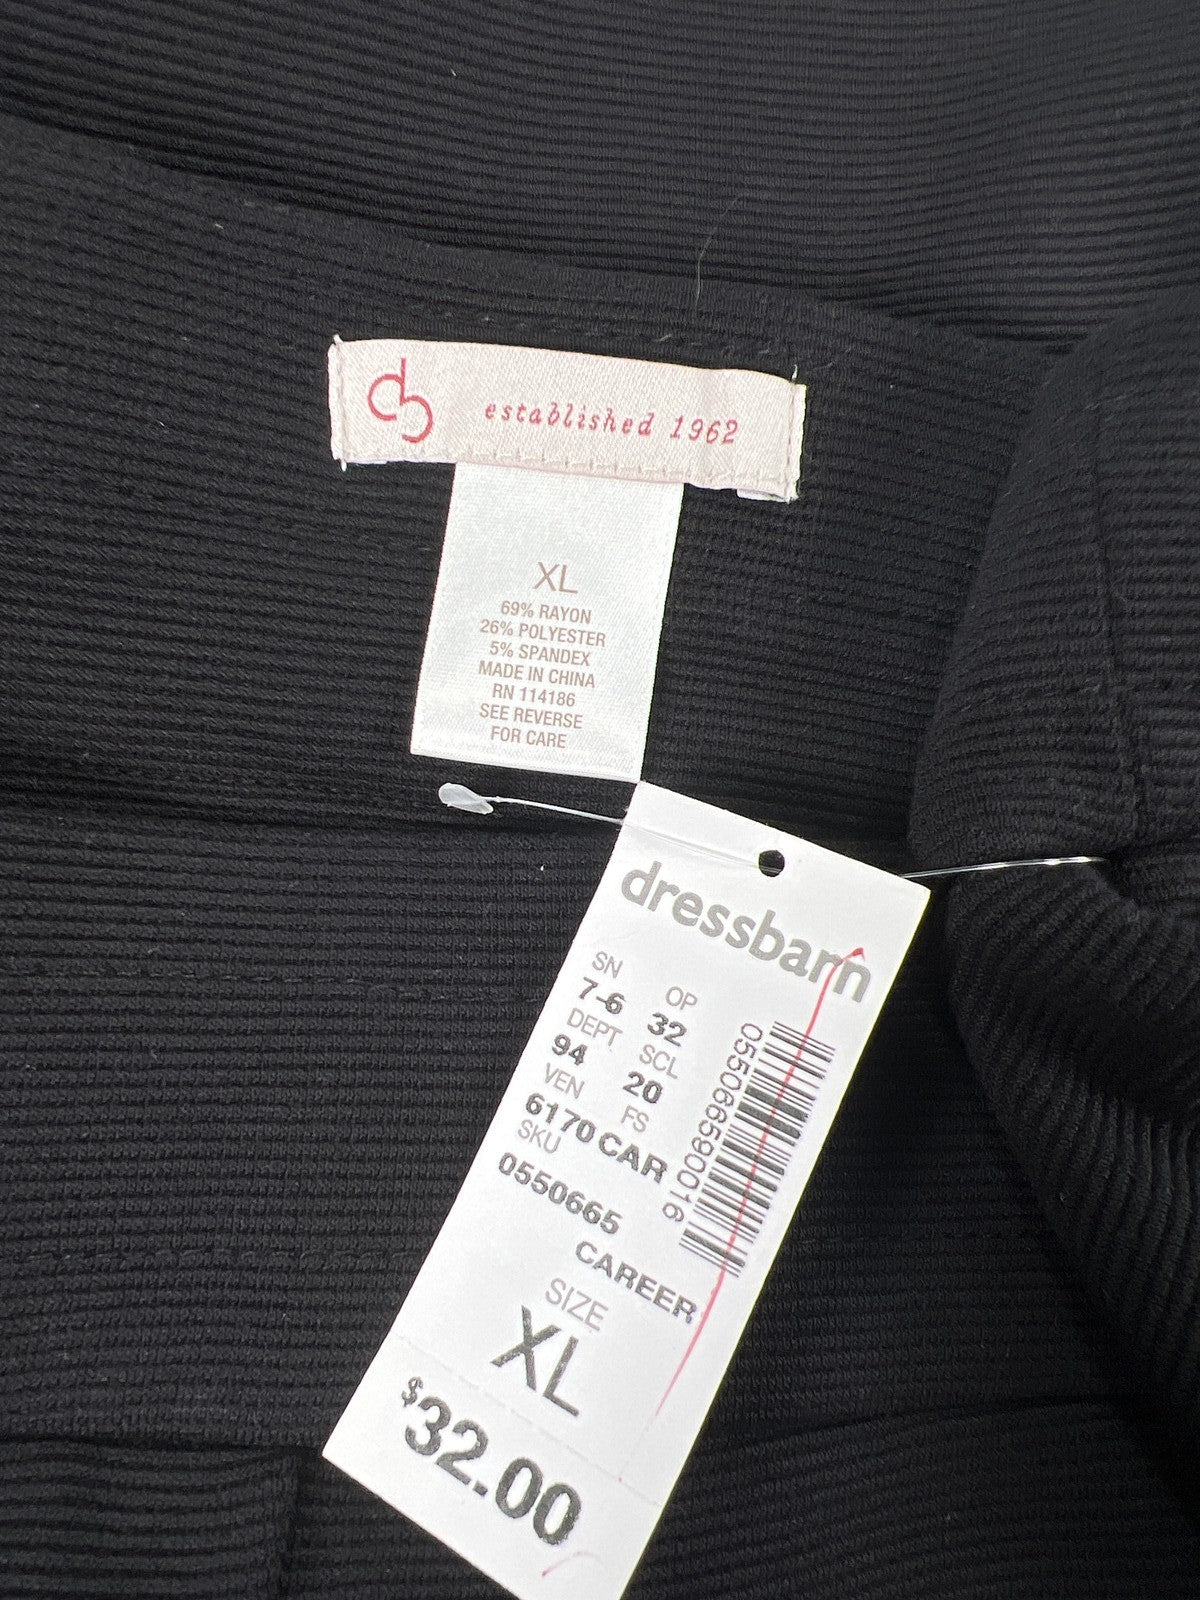 db established 1962
XL
69% RAYON
26% POLYESTER
5% SPANDEX
MADE IN CHINA
RN 114186
SEE REVERSE
FOR CARE
dressbarn
SN OP
7-6 32
DEPT SCL
94 20
VEN FS
6170 CAR
SKU
0550665
CAREER
055066590016
SIZE
XL
$32.00